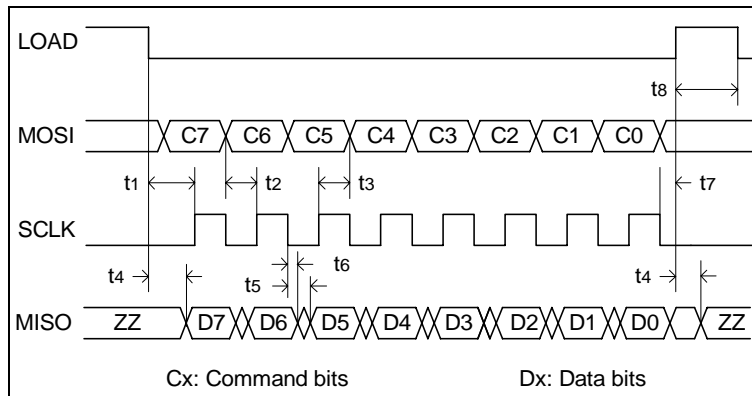 LOAD
t8
MOSI C7 C6 C5 C4 C3 C2 C1 C0
t1 t2 t3 t7
SCLK
t6
t4 t5 t4
MISO ZZ D7 D6 D5 D4 D3 D2 D1 D0 ZZ
Cx: Command bits Dx: Data bits